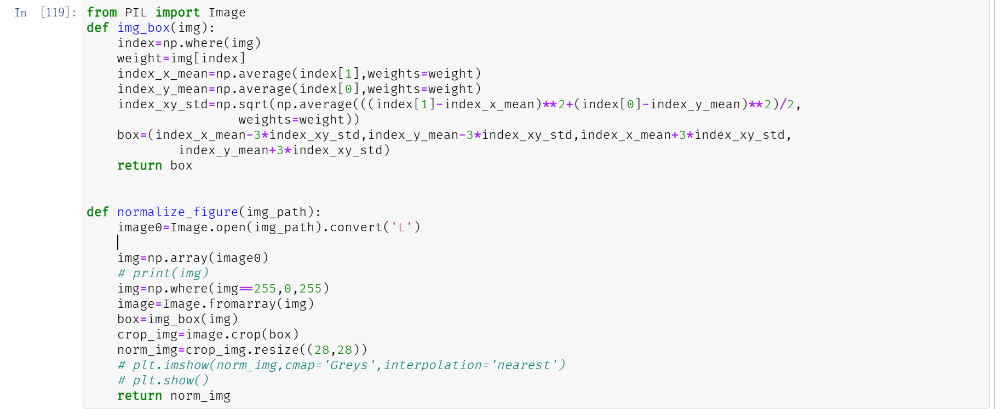 In [119]: from PIL import Image
def img_box(img):
    index=np.where(img)
    weight=img[index]
    index_x_mean=np.average(index[1],weights=weight)
    index_y_mean=np.average(index[0],weights=weight)
    index_xy_std=np.sqrt(np.average(((index[1]-index_x_mean)**2+(index[0]-index_y_mean)**2)/2,
                    weights=weight))
    box=(index_x_mean-3*index_xy_std,index_y_mean-3*index_xy_std,index_x_mean+3*index_xy_std,
            index_y_mean+3*index_xy_std)
    return box
def normalize_figure(img_path):
    image0=Image.open(img_path).convert('L')
    img=np.array(image0)
    # print(img)
    img=np.where(img==255,0,255)
    image=Image.fromarray(img)
    box=img_box(img)
    crop_img=image.crop(box)
    norm_img=crop_img.resize((28,28))
    # plt.imshow(norm_img,cmap='Greys',interpolation='nearest')
    # plt.show()
    return norm_img